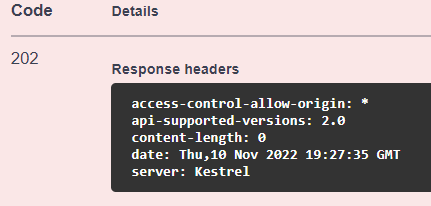 Code Details
202
Response headers
access-control-allow-origin: *
api-supported-versions: 2.0
content-length: 0
date: Thu,10 Nov 2022 19:27:35 GMT
server: Kestrel